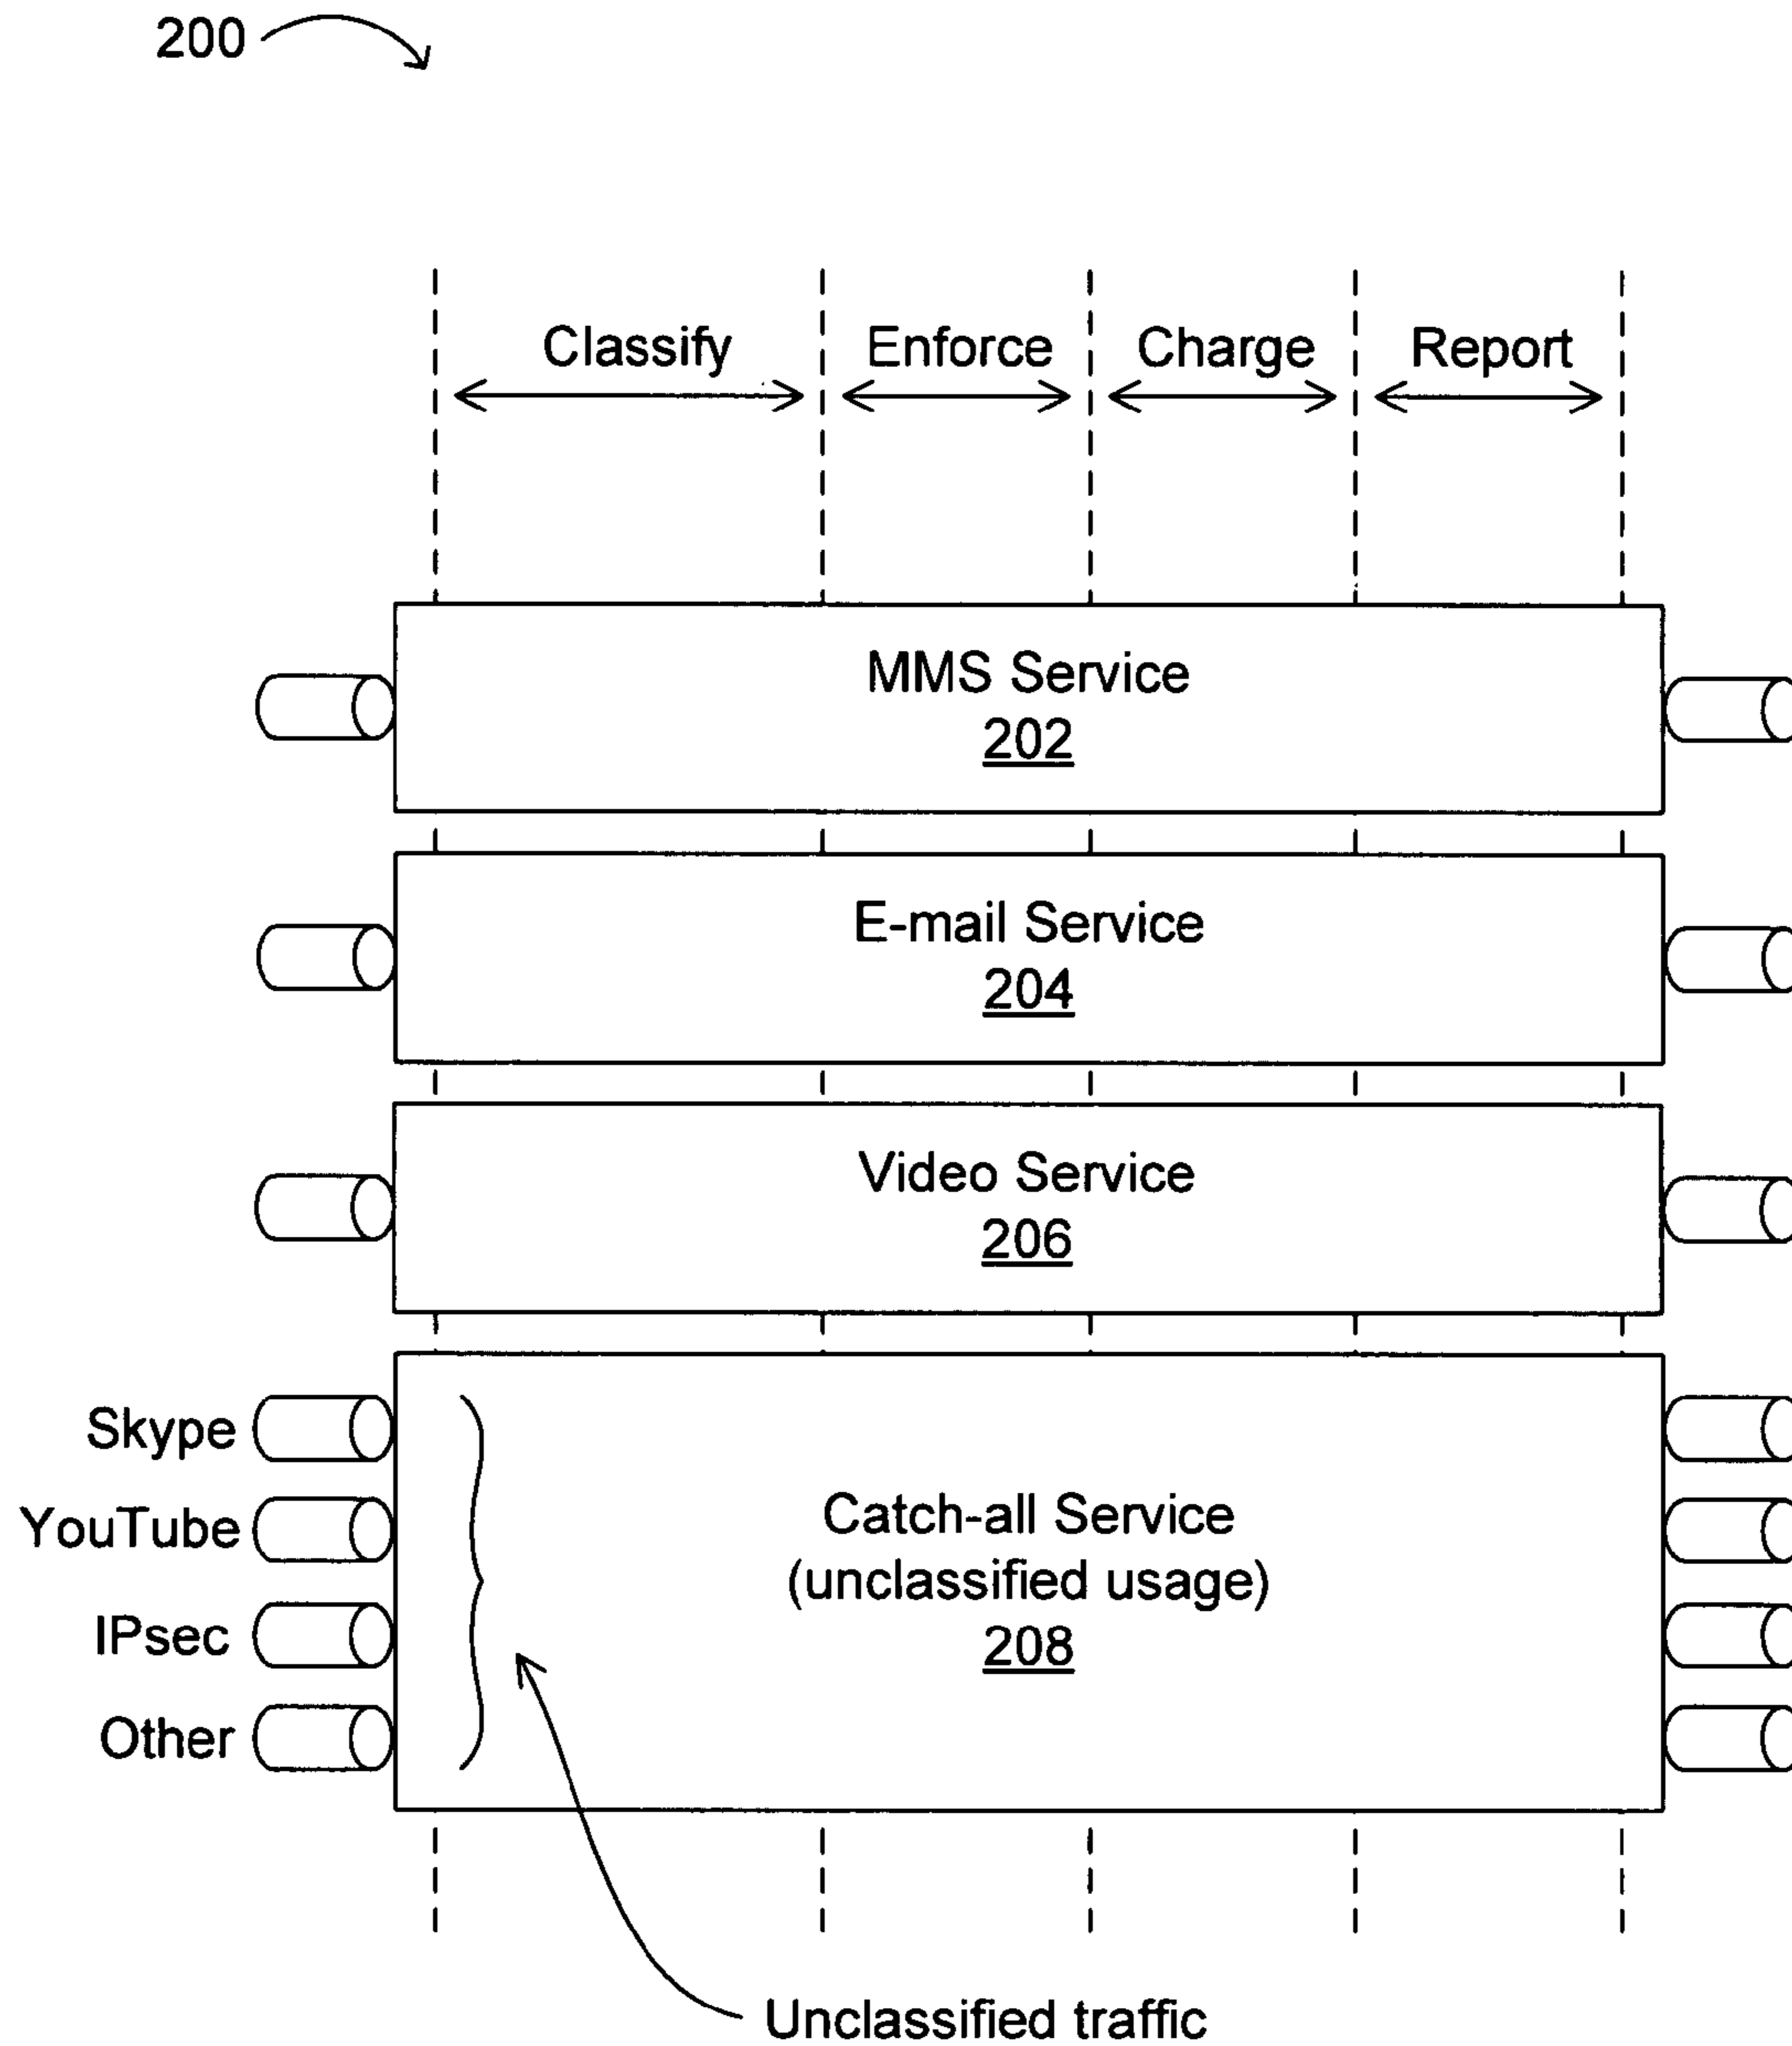 200
Classify Enforce Charge Report
MMS Service
202
E-mail Service
204
Video Service
206
Skype
YouTube
IPsec
Other
Catch-all Service
(unclassified usage)
208
Unclassified traffic